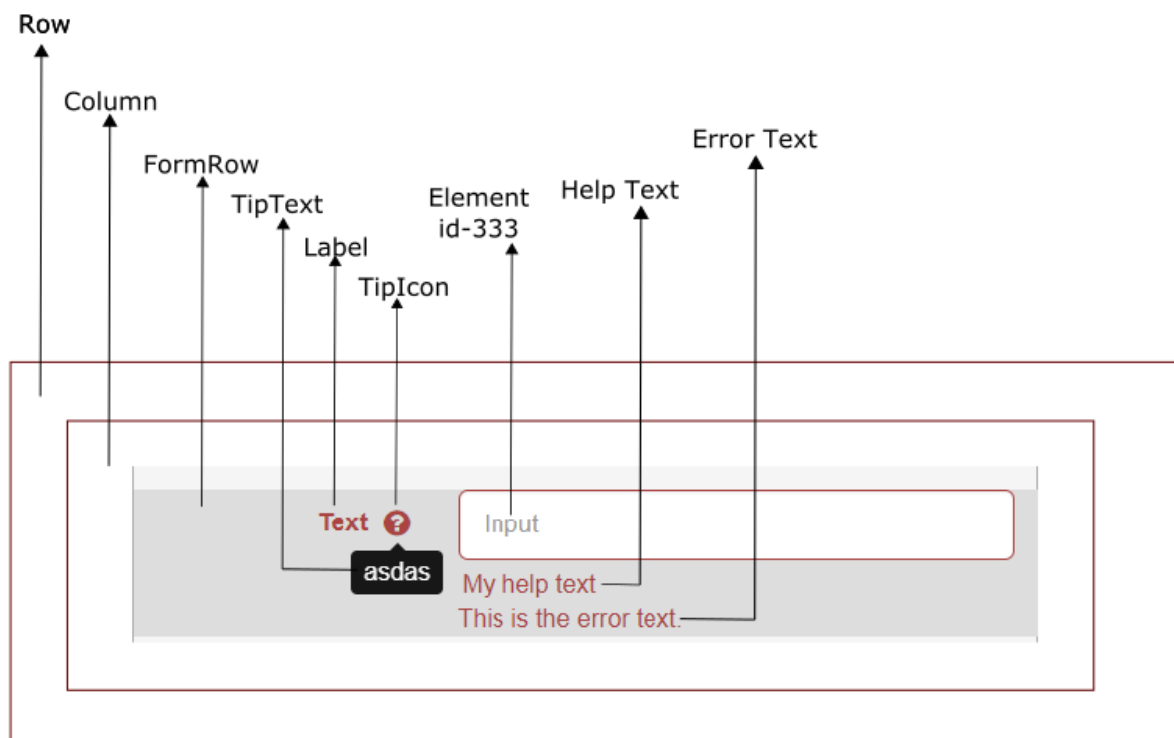 Row
Column
FormRow
TipText
Label
TipIcon
Element
id-333
Help Text
Error Text
Text ?
Input
asdas
My help text
This is the error text.